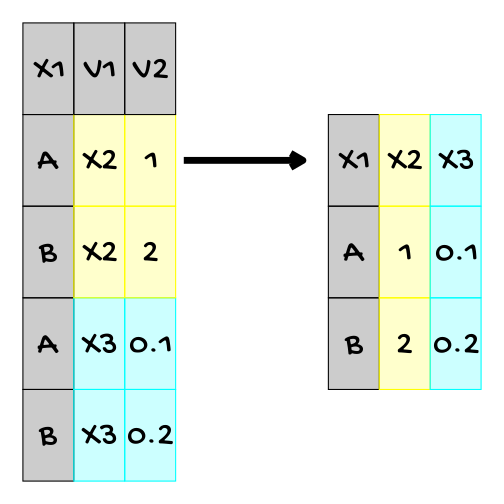 X1 V1 V2
A X2 1
B X2 2
A X3 0.1
B X3 0.2
X1 X2 X3
A 1 0.1
B 2 0.2